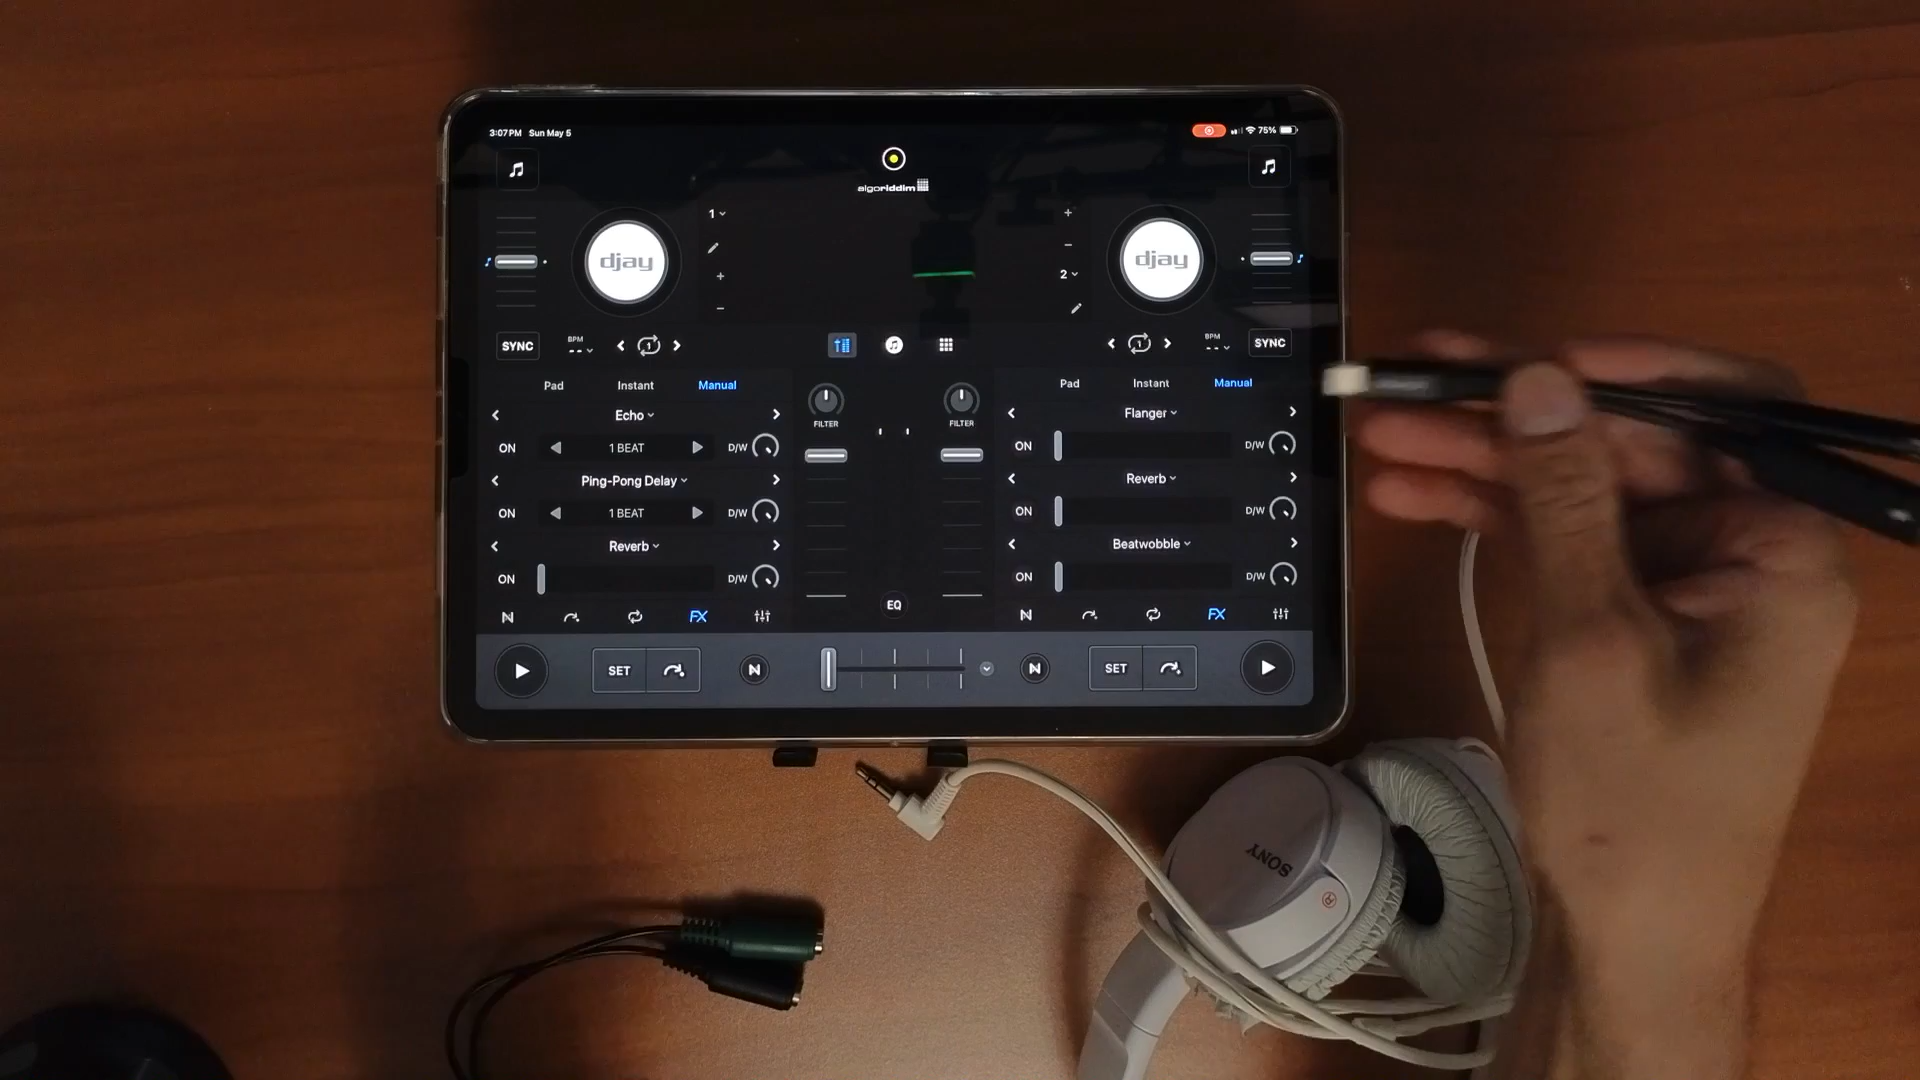 3:07 PM Sun May 5
75%
algoriddim
1
+
−
djay
djay
+
−
2
SYNC
BPM
--
1
1
BPM
--
SYNC
Pad Instant Manual
Pad Instant Manual
Echo
FILTER
FILTER
Flanger
ON
1 BEAT
D/W
ON
D/W
Ping-Pong Delay
Reverb
ON
1 BEAT
D/W
ON
D/W
Reverb
Beatwobble
ON
D/W
ON
D/W
EQ
FX
FX
SET
SET
SONY
R